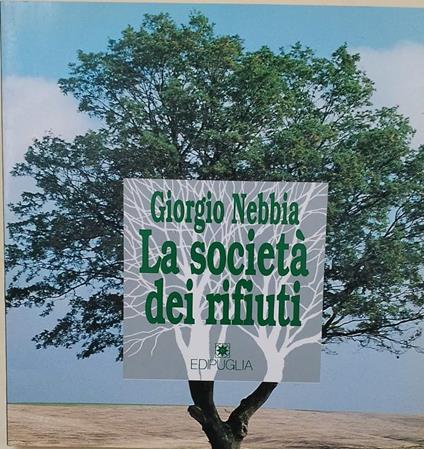 Giorgio Nebbia
La società
dei rifiuti
EDIPUGLIA